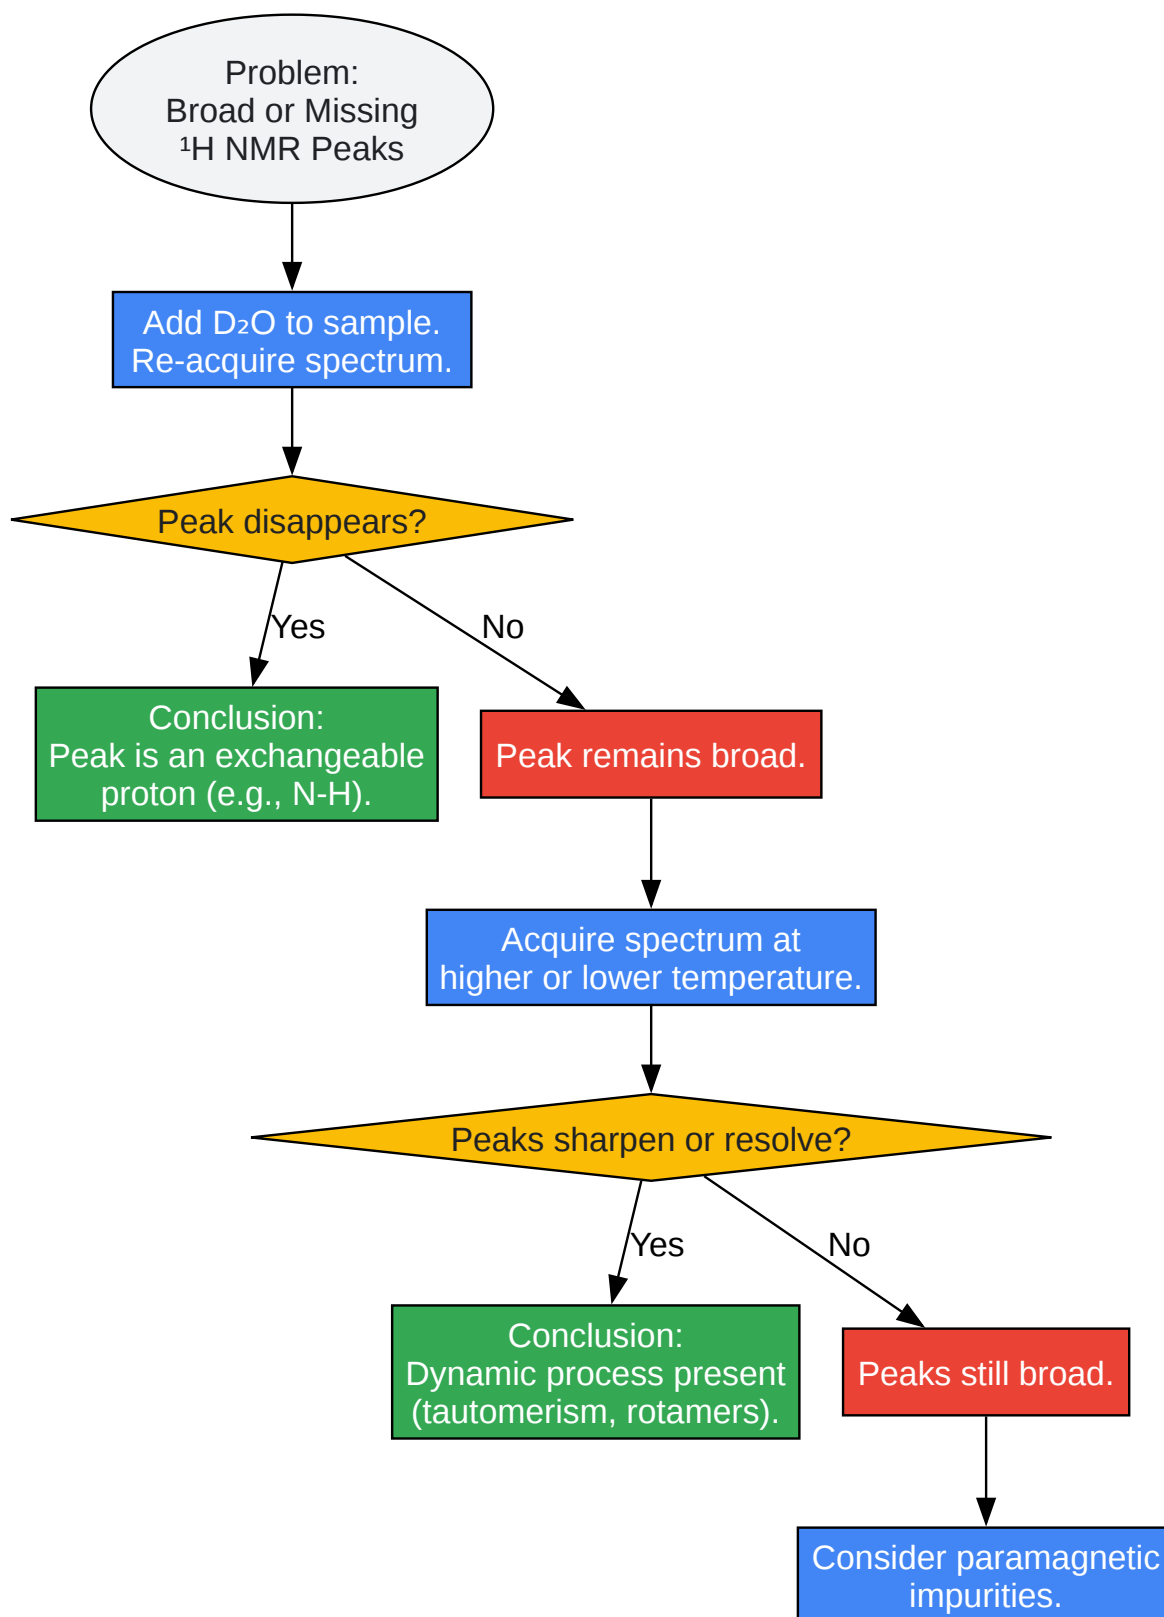 Problem:
Broad or Missing
¹H NMR Peaks
Add D₂O to sample.
Re-acquire spectrum.
Peak disappears?
Yes
No
Conclusion:
Peak is an exchangeable
proton (e.g., N-H).
Peak remains broad.
Acquire spectrum at
higher or lower temperature.
Peaks sharpen or resolve?
Yes
No
Conclusion:
Dynamic process present
(tautomerism, rotamers).
Peaks still broad.
Consider paramagnetic
impurities.